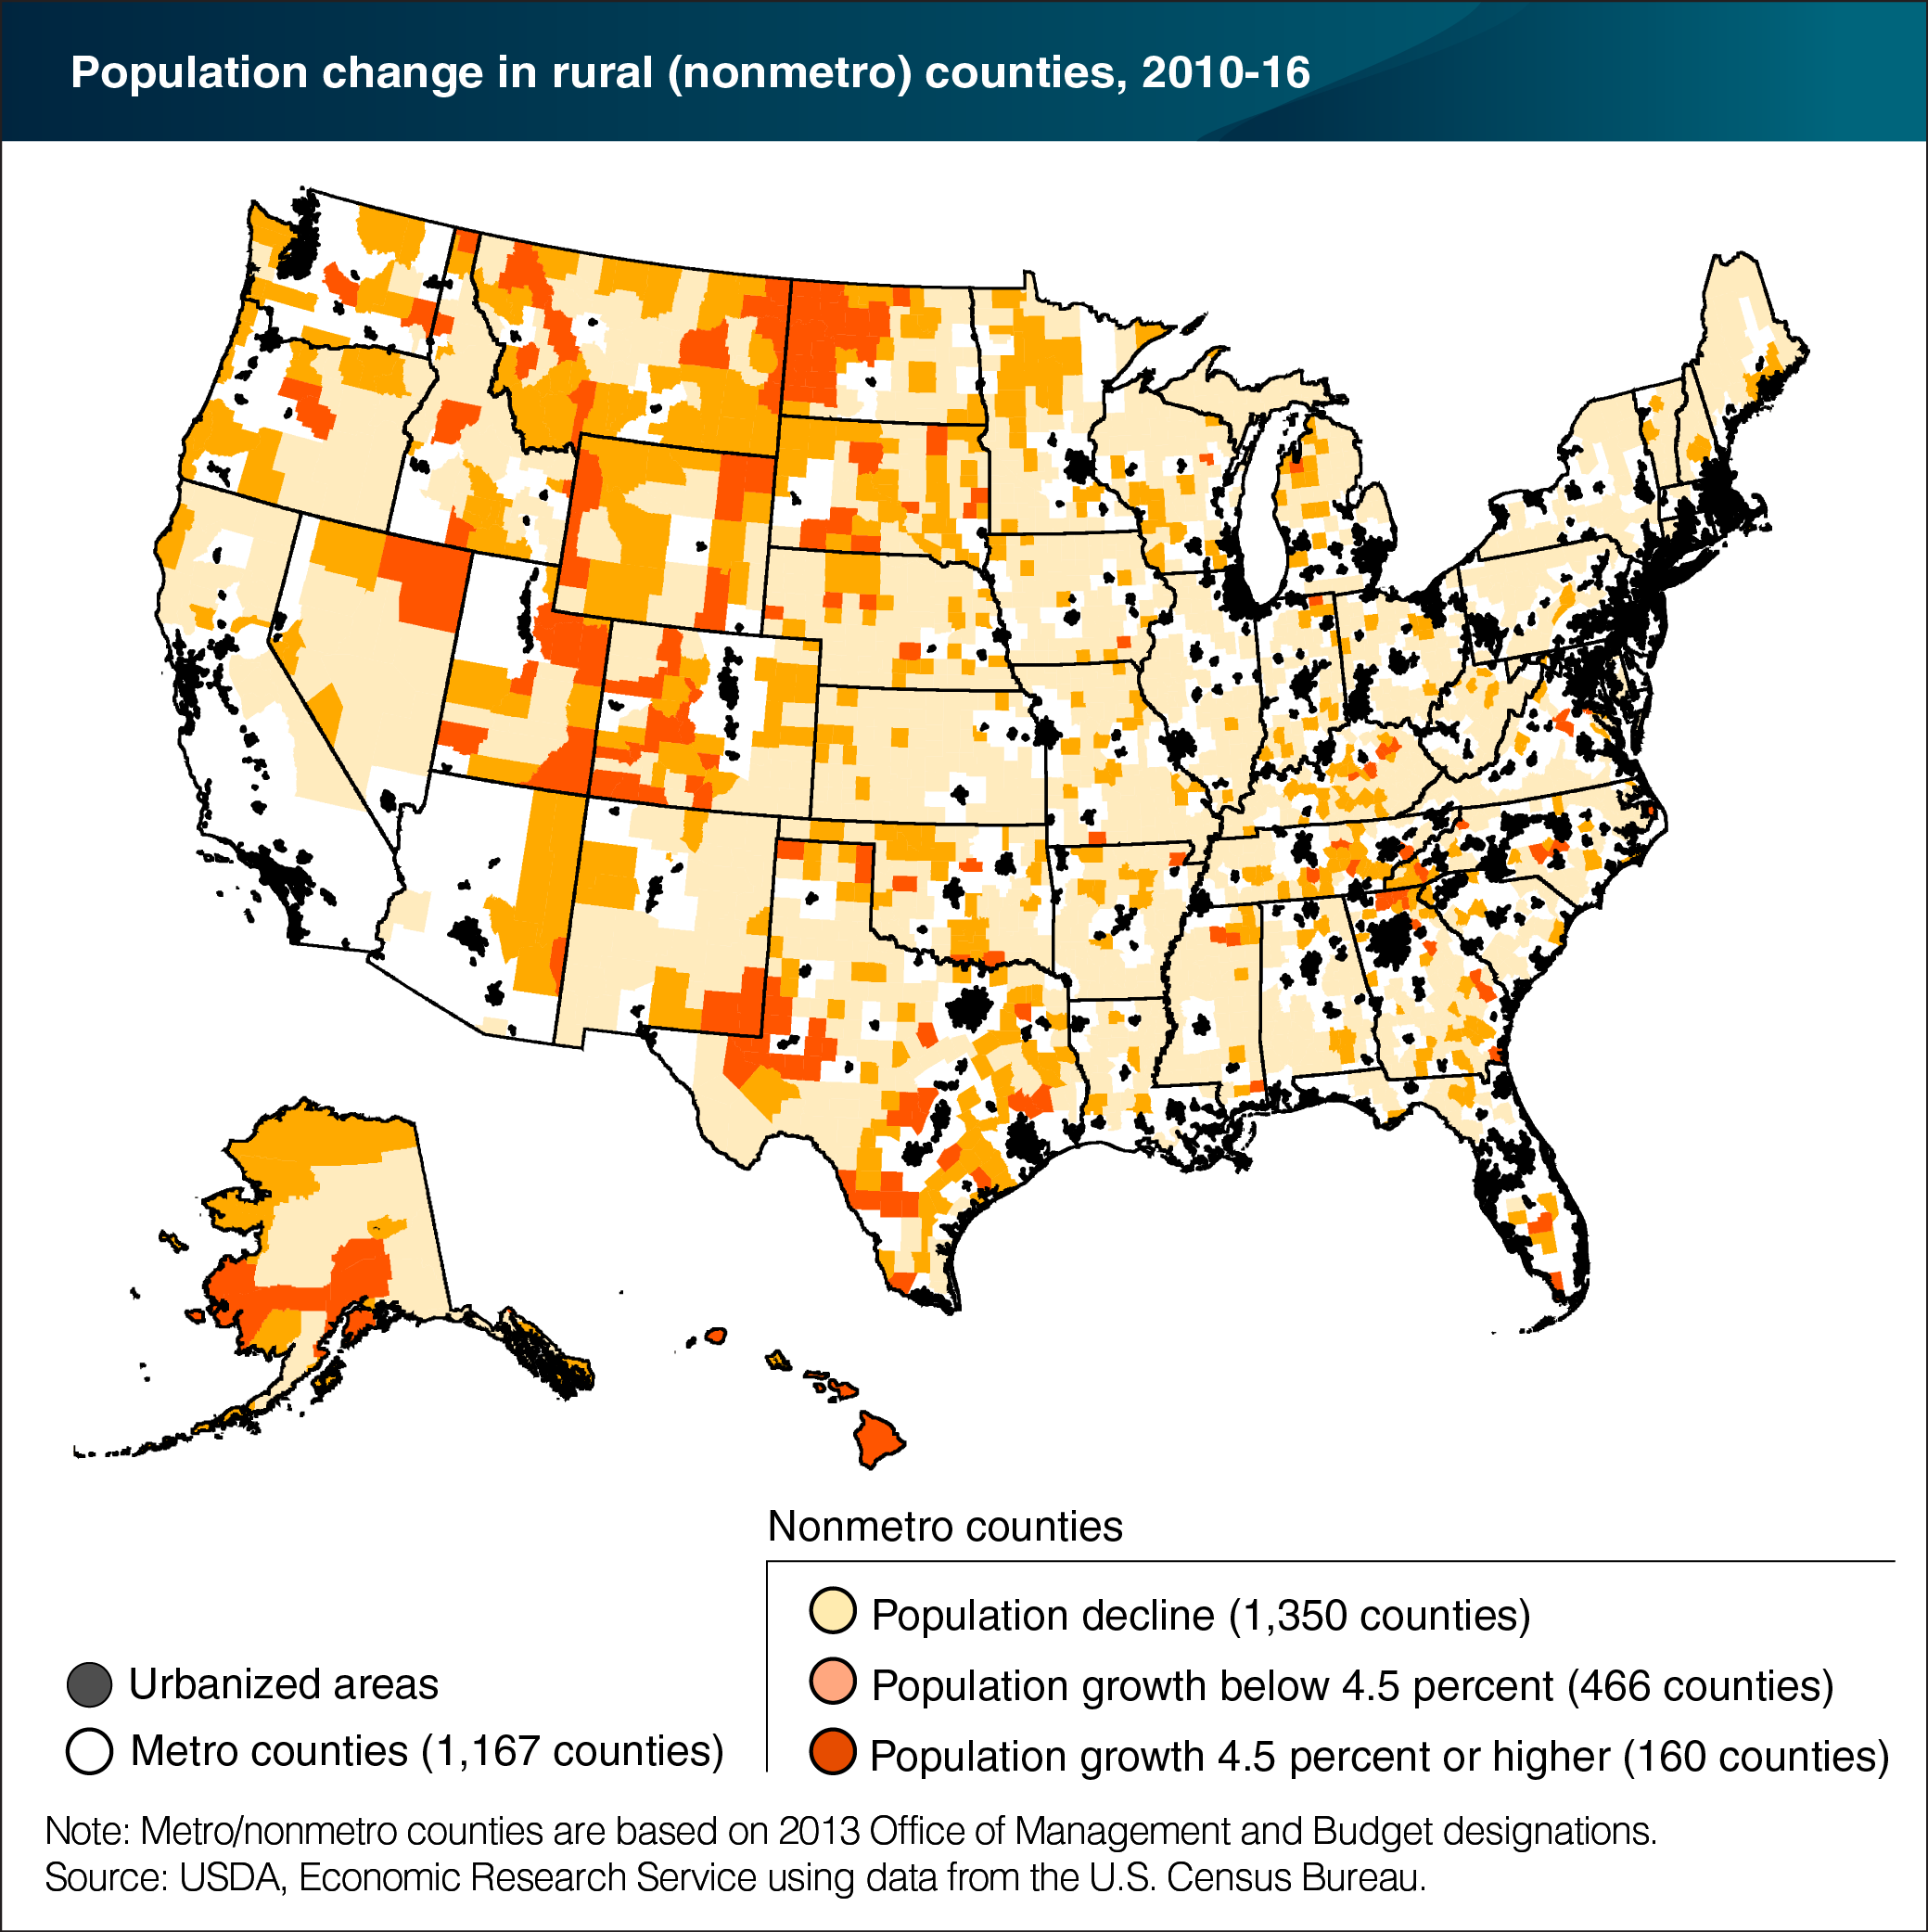 Population change in rural (nonmetro) counties, 2010-16
Nonmetro counties
Population decline (1,350 counties)
Population growth below 4.5 percent (466 counties)
Population growth 4.5 percent or higher (160 counties)
Urbanized areas
Metro counties (1,167 counties)
Note: Metro/nonmetro counties are based on 2013 Office of Management and Budget designations.
Source: USDA, Economic Research Service using data from the U.S. Census Bureau.